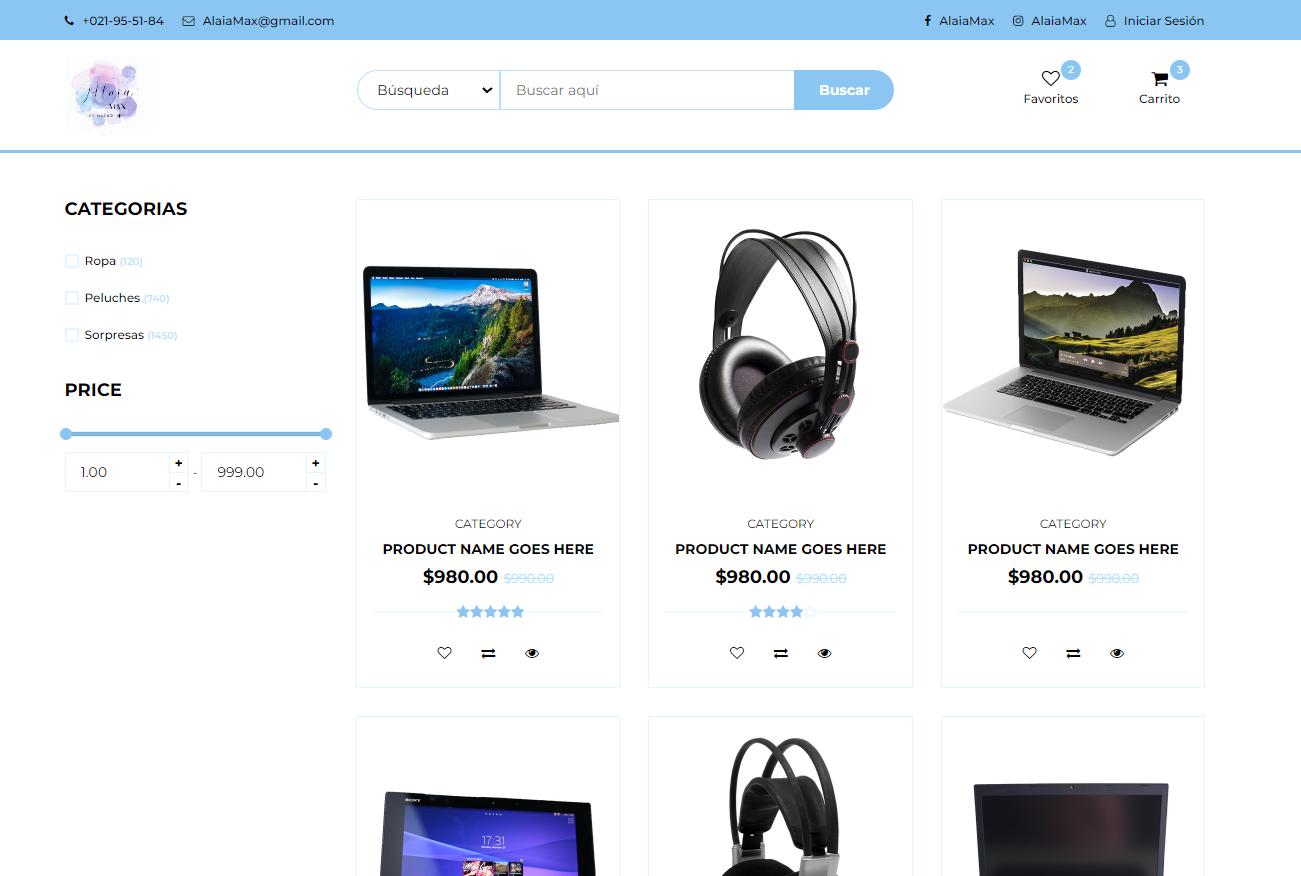 +021-95-51-84 AlaiaMax@gmail.com AlaiaMax AlaiaMax Iniciar Sesión
Alaia
MAX
Búsqueda Buscar aquí Buscar
2 3
Favoritos Carrito
CATEGORIAS
Ropa (120)
Peluches (740)
Sorpresas (1450)
PRICE
1.00 + - - 999.00 + -
CATEGORY
PRODUCT NAME GOES HERE
$980.00 $990.00
CATEGORY
PRODUCT NAME GOES HERE
$980.00 $990.00
CATEGORY
PRODUCT NAME GOES HERE
$980.00 $990.00
SONY
17:31